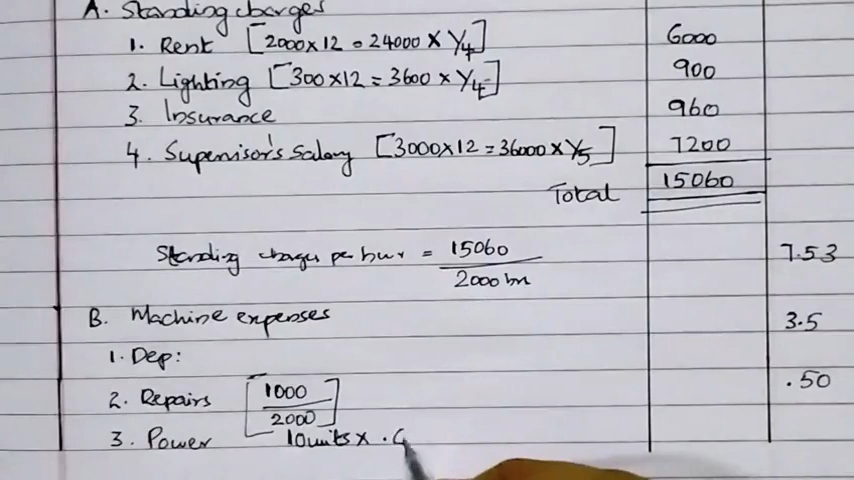 A. Standing charges
1. Rent [2000x12=24000 x 1/4] 6000
2. Lighting [300x12=3600 x 1/4] 900
3. Insurance 960
4. Supervisor's Salary [3000x12=36000 x 1/5] 7200
Total 15060
Standing charges per hour = 15060 / 2000 hrs 7.53
B. Machine expenses
1. Dep: 3.5
2. Repairs [1000 / 2000] .50
3. Power 10 units x .